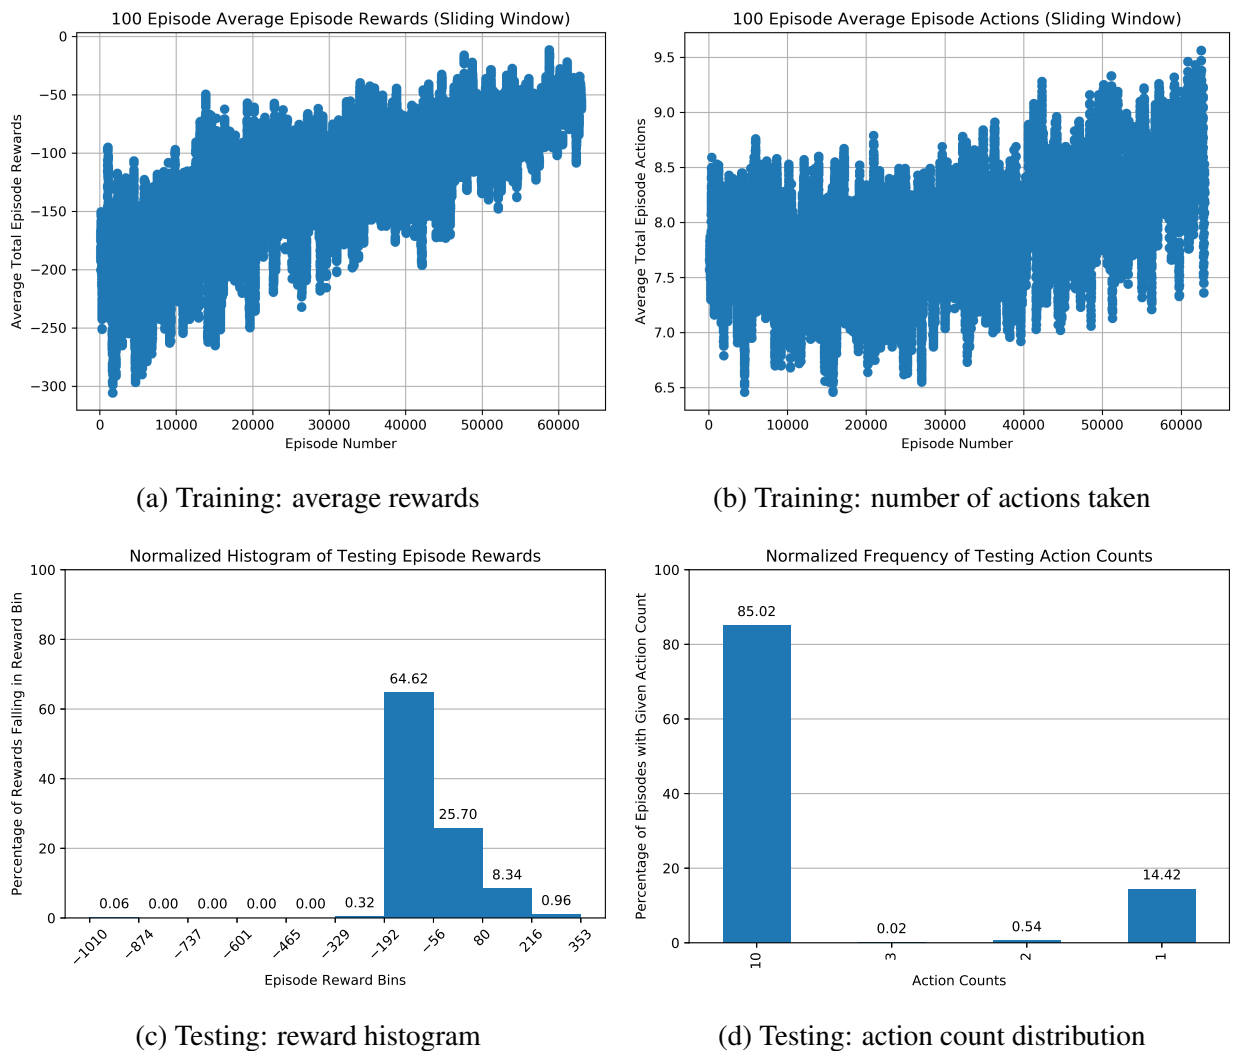 100 Episode Average Episode Rewards (Sliding Window)
Average Total Episode Rewards
0
−50
−100
−150
−200
−250
−300
0 10000 20000 30000 40000 50000 60000
Episode Number
(a) Training: average rewards
100 Episode Average Episode Actions (Sliding Window)
Average Total Episode Actions
9.5
9.0
8.5
8.0
7.5
7.0
6.5
0 10000 20000 30000 40000 50000 60000
Episode Number
(b) Training: number of actions taken
Normalized Histogram of Testing Episode Rewards
Percentage of Rewards Falling in Reward Bin
100
80
60
40
20
0
0.06 0.00 0.00 0.00 0.00 0.32 64.62 25.70 8.34 0.96
−1010 −874 −737 −601 −465 −329 −192 −56 80 216 353
Episode Reward Bins
(c) Testing: reward histogram
Normalized Frequency of Testing Action Counts
Percentage of Episodes with Given Action Count
100
80
60
40
20
0
85.02 0.02 0.54 14.42
10 3 2 1
Action Counts
(d) Testing: action count distribution